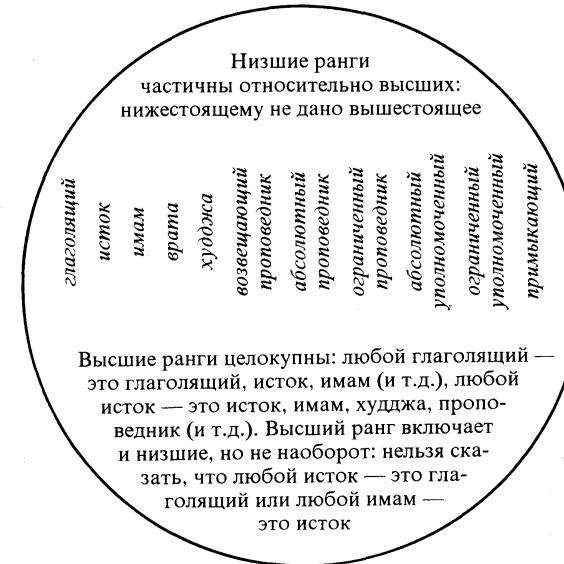 Низшие ранги
частичны относительно высших:
нижестоящему не дано вышестоящее
глаголящий
исток
имам
врата
худджа
возвещающий
проповедник
абсолютный
проповедник
ограниченный
проповедник
абсолютный
уполномоченный
ограниченный
уполномоченный
примыкающий
Высшие ранги целокупны: любой глаголящий —
это глаголящий, исток, имам (и т.д.), любой
исток — это исток, имам, худджа, пропо-
ведник (и т.д.). Высший ранг включает
и низшие, но не наоборот: нельзя ска-
зать, что любой исток — это гла-
голящий или любой имам —
это исток